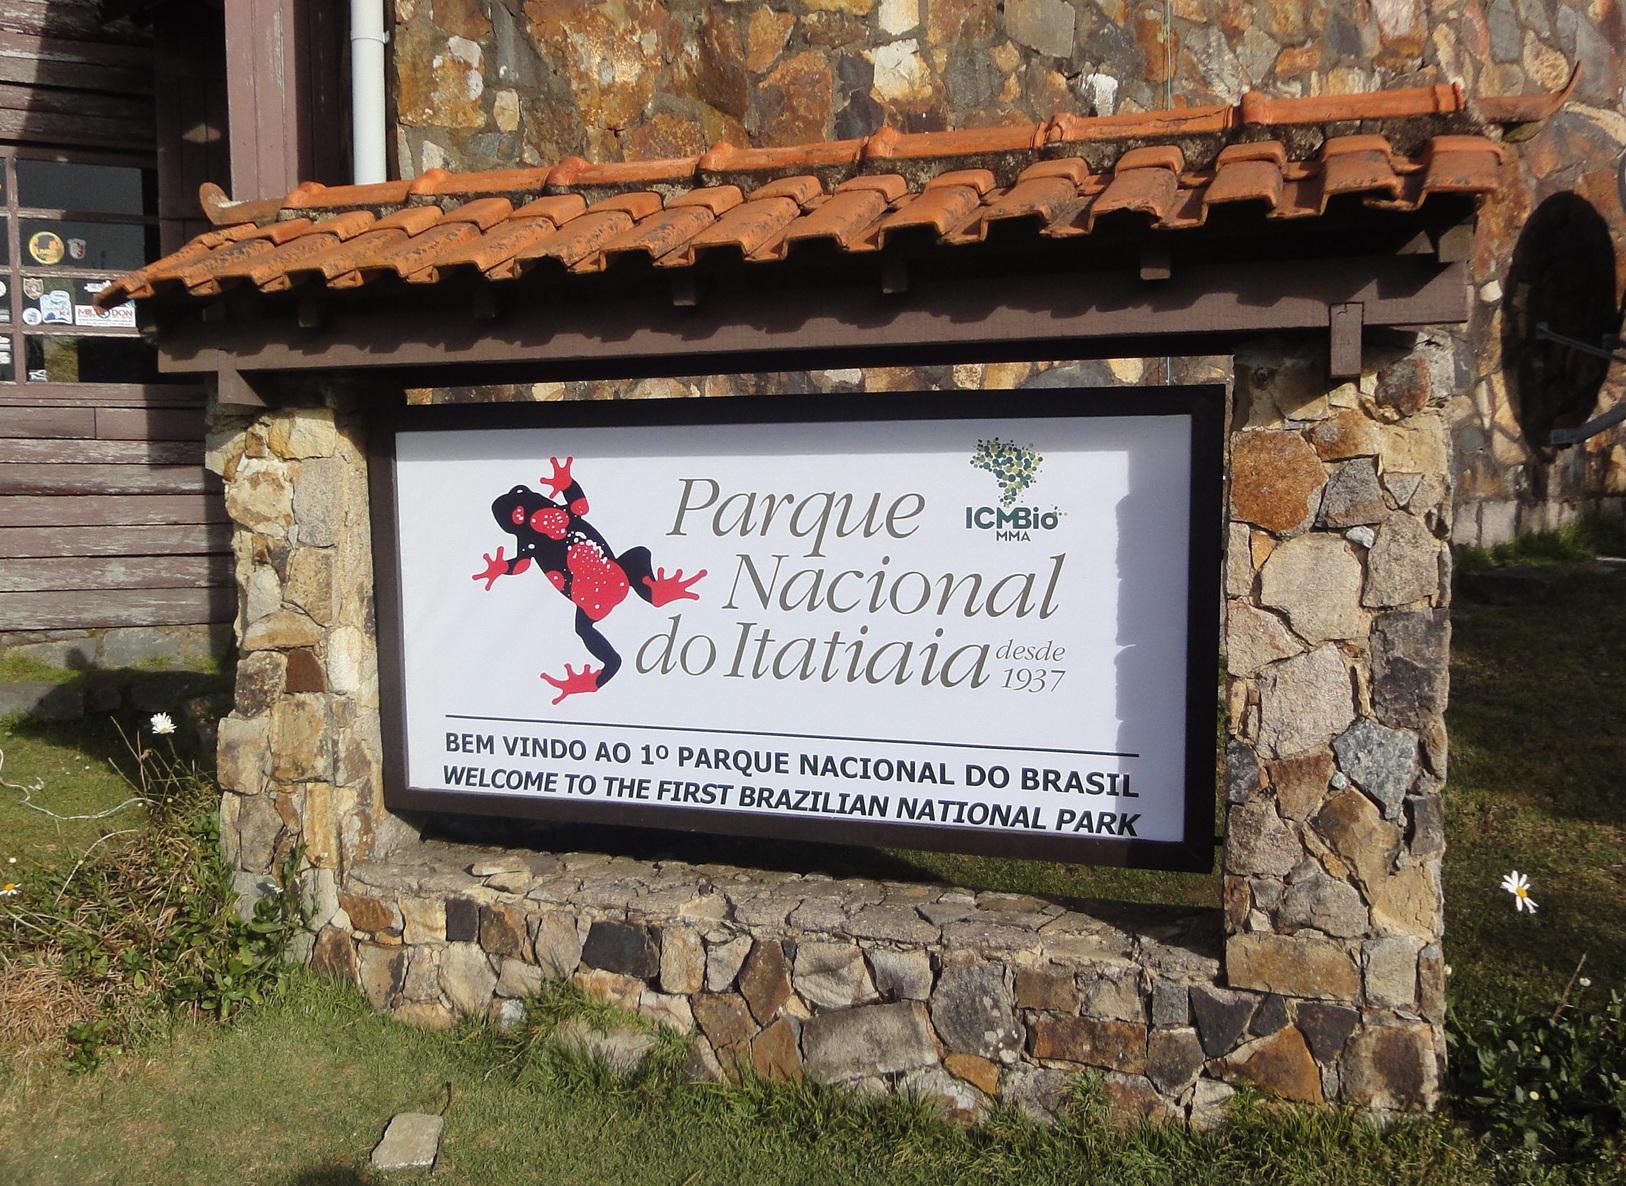 Parque
Nacional
do Itatiaia
desde
1937
ICMBio
MMA
BEM VINDO AO 1º PARQUE NACIONAL DO BRASIL
WELCOME TO THE FIRST BRAZILIAN NATIONAL PARK